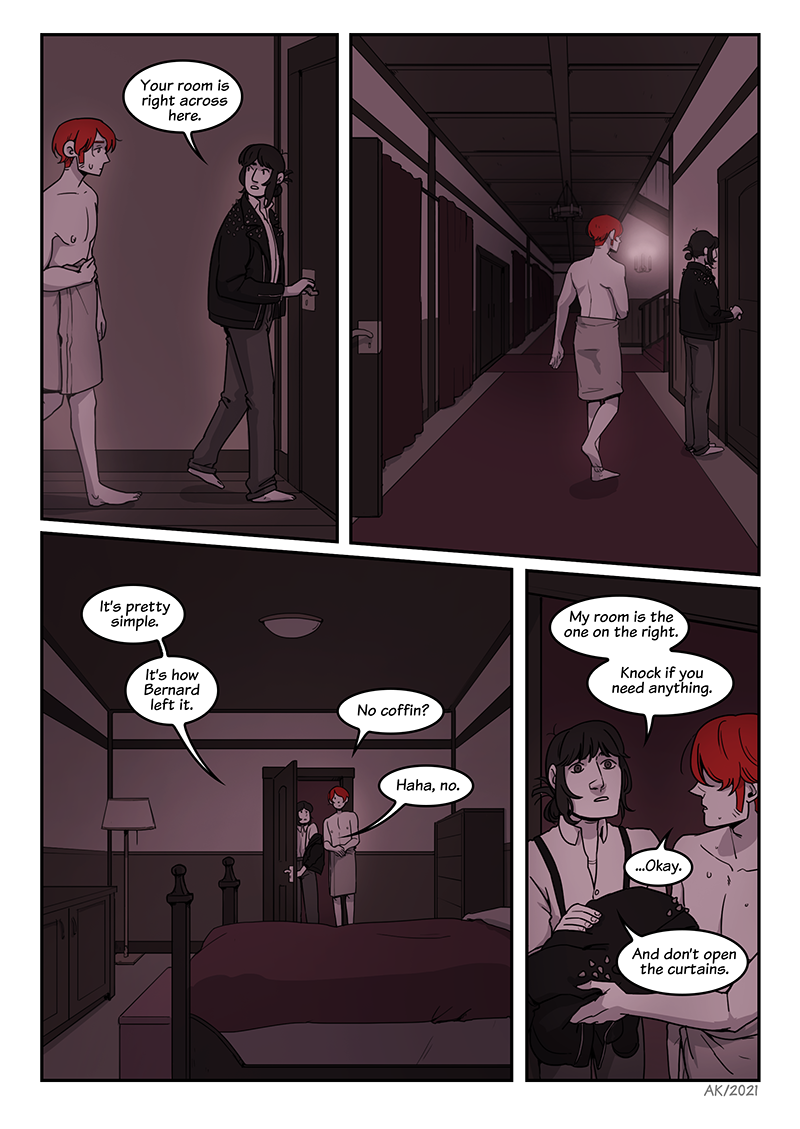 Your room is
right across
here.
It's pretty
simple.
It's how
Bernard
left it.
No coffin?
Haha, no.
My room is the
one on the right.
Knock if you
need anything.
...Okay.
And don't open
the curtains.
AK/2021